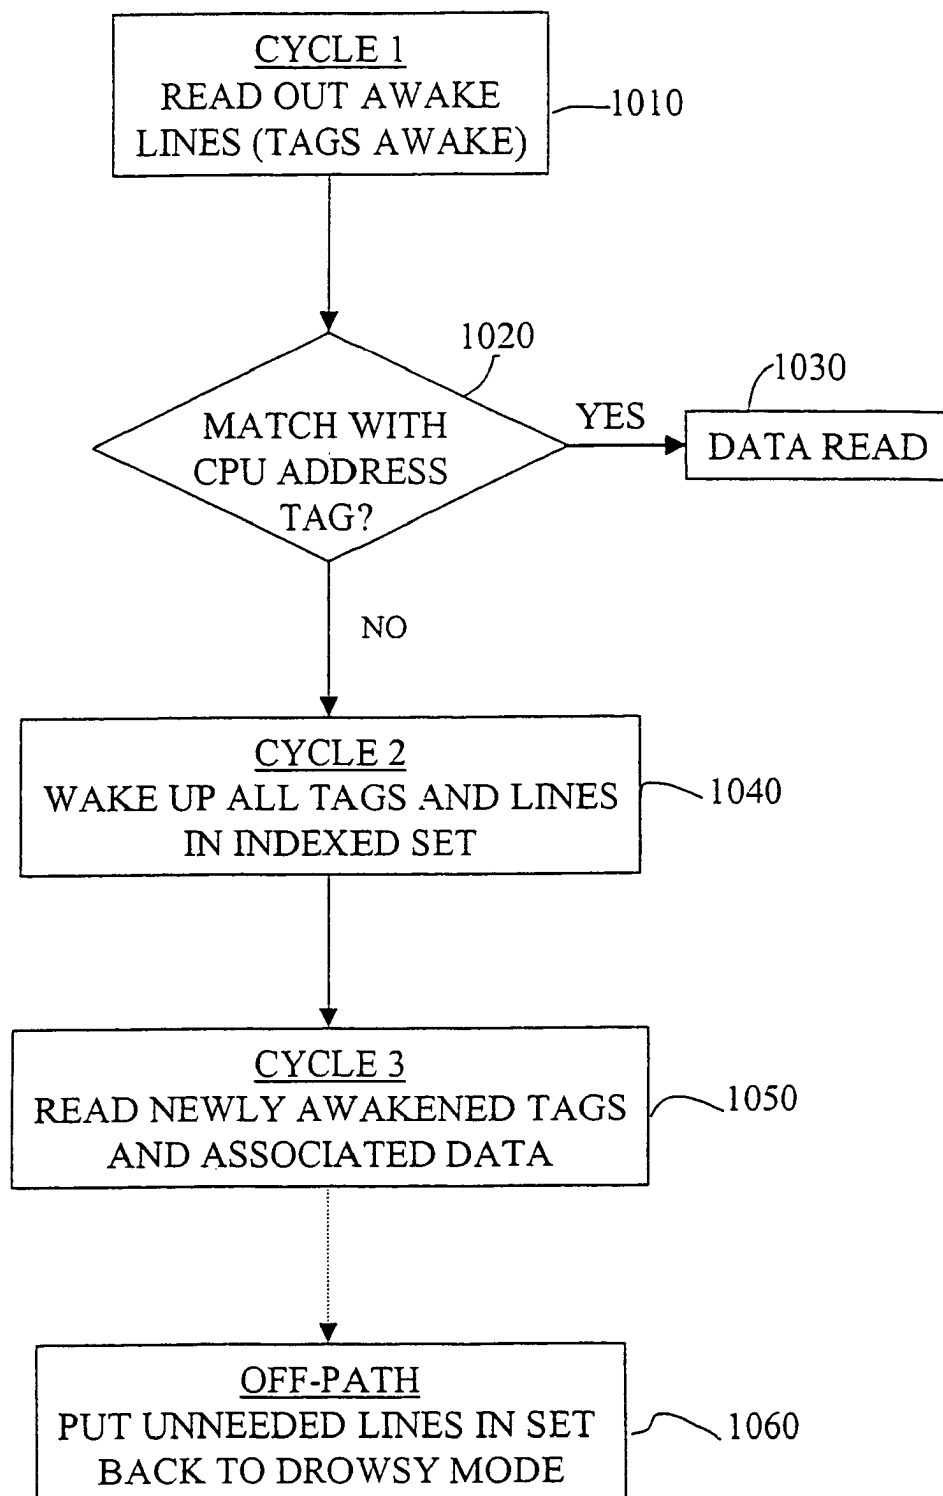 CYCLE 1
READ OUT AWAKE
LINES (TAGS AWAKE)
1010
1020
MATCH WITH
CPU ADDRESS
TAG?
YES
1030
DATA READ
NO
CYCLE 2
WAKE UP ALL TAGS AND LINES
IN INDEXED SET
1040
CYCLE 3
READ NEWLY AWAKENED TAGS
AND ASSOCIATED DATA
1050
OFF-PATH
PUT UNNEEDED LINES IN SET
BACK TO DROWSY MODE
1060